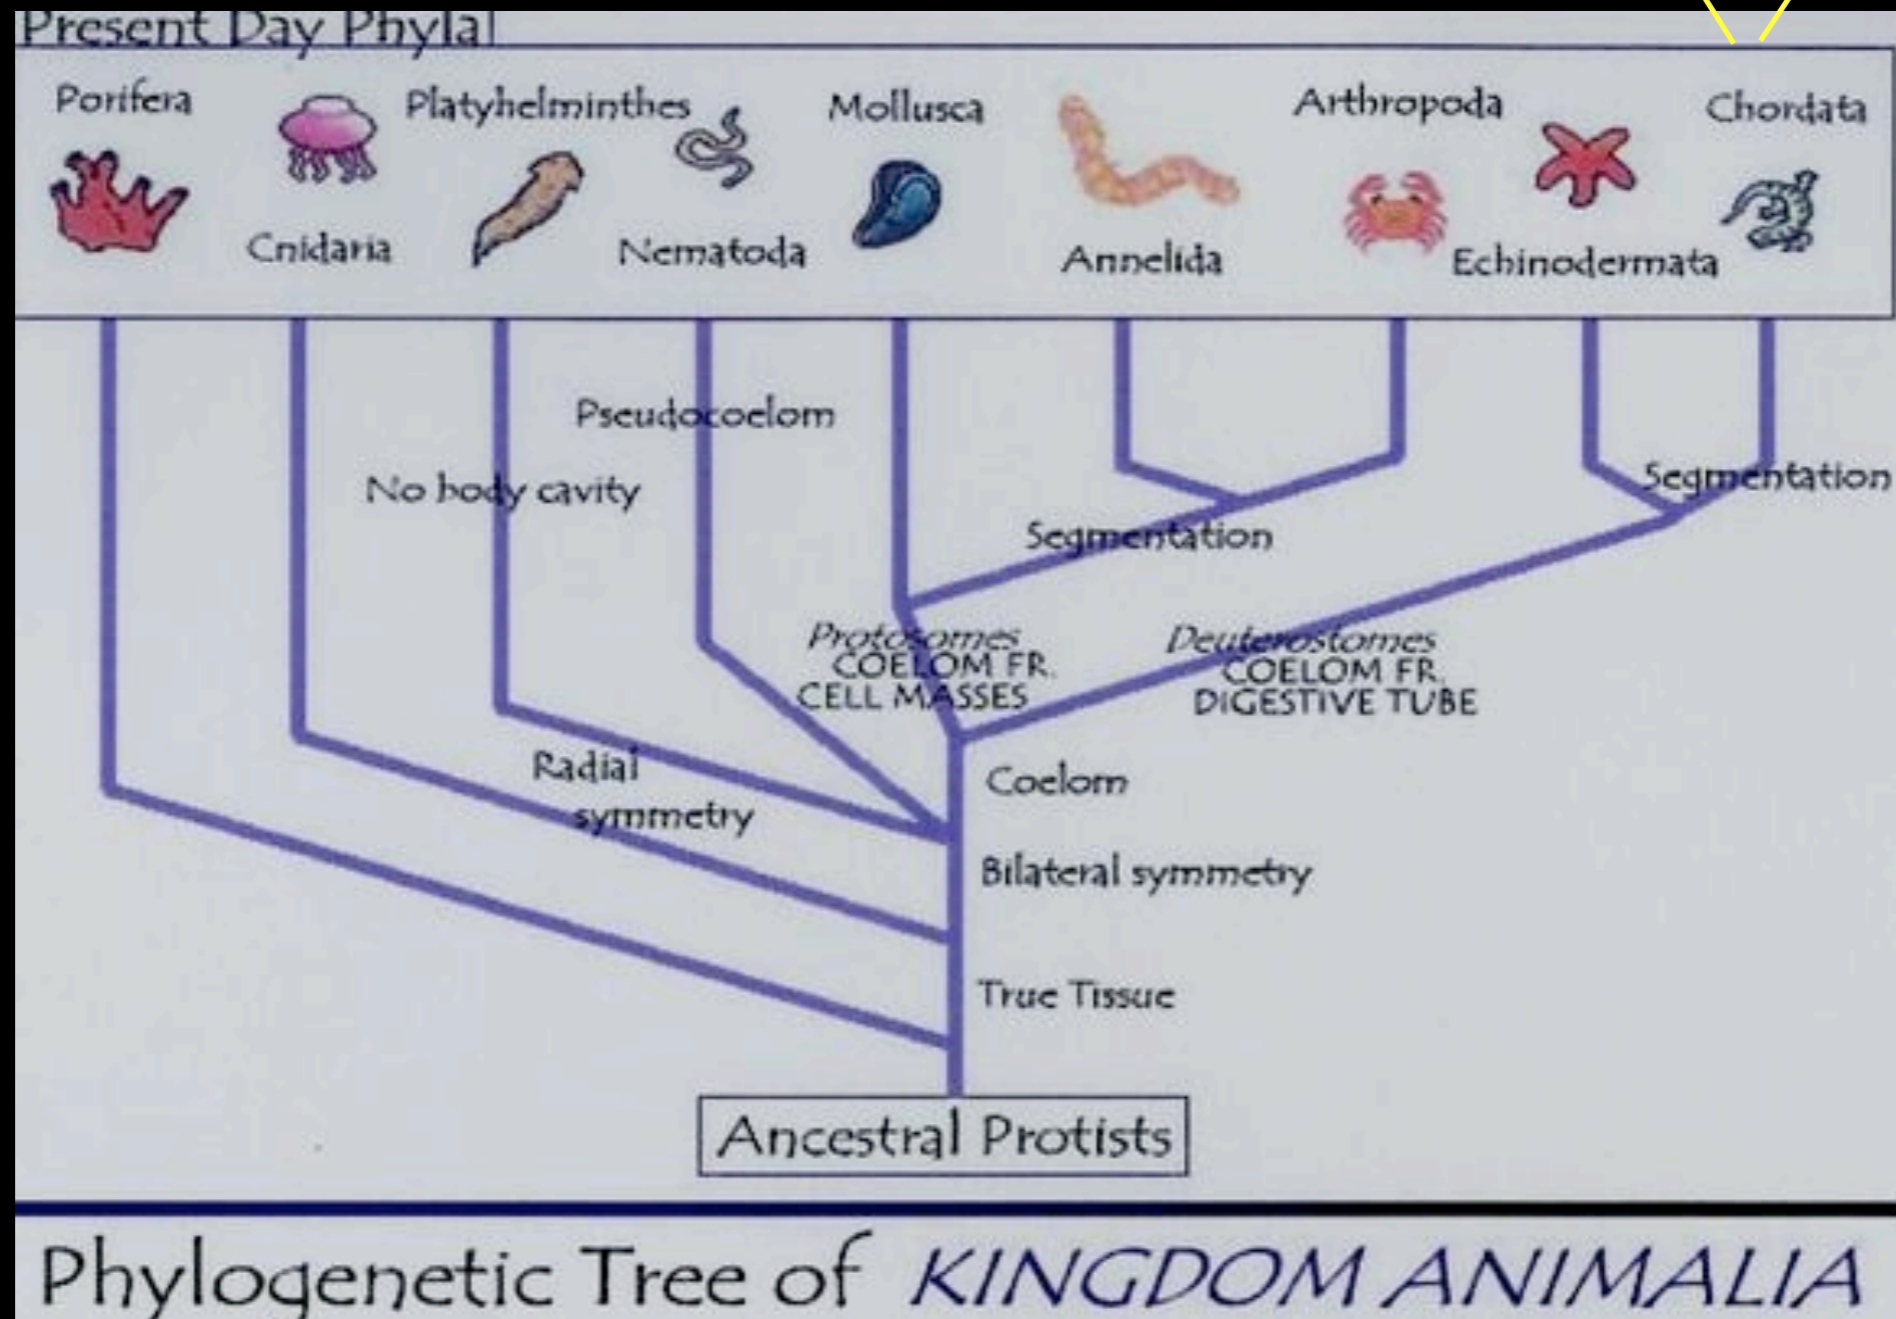 Present Day Phyla
Porifera
Platyhelminthes
Mollusca
Arthropoda
Chordata
Cnidaria
Nematoda
Annelida
Echinodermata
Pseudocoelom
No body cavity
Segmentation
Segmentation
Protosomes
COELOM FR.
CELL MASSES
Deuterostomes
COELOM FR.
DIGESTIVE TUBE
Radial
symmetry
Coelom
Bilateral symmetry
True Tissue
Ancestral Protists
Phylogenetic Tree of KINGDOM ANIMALIA